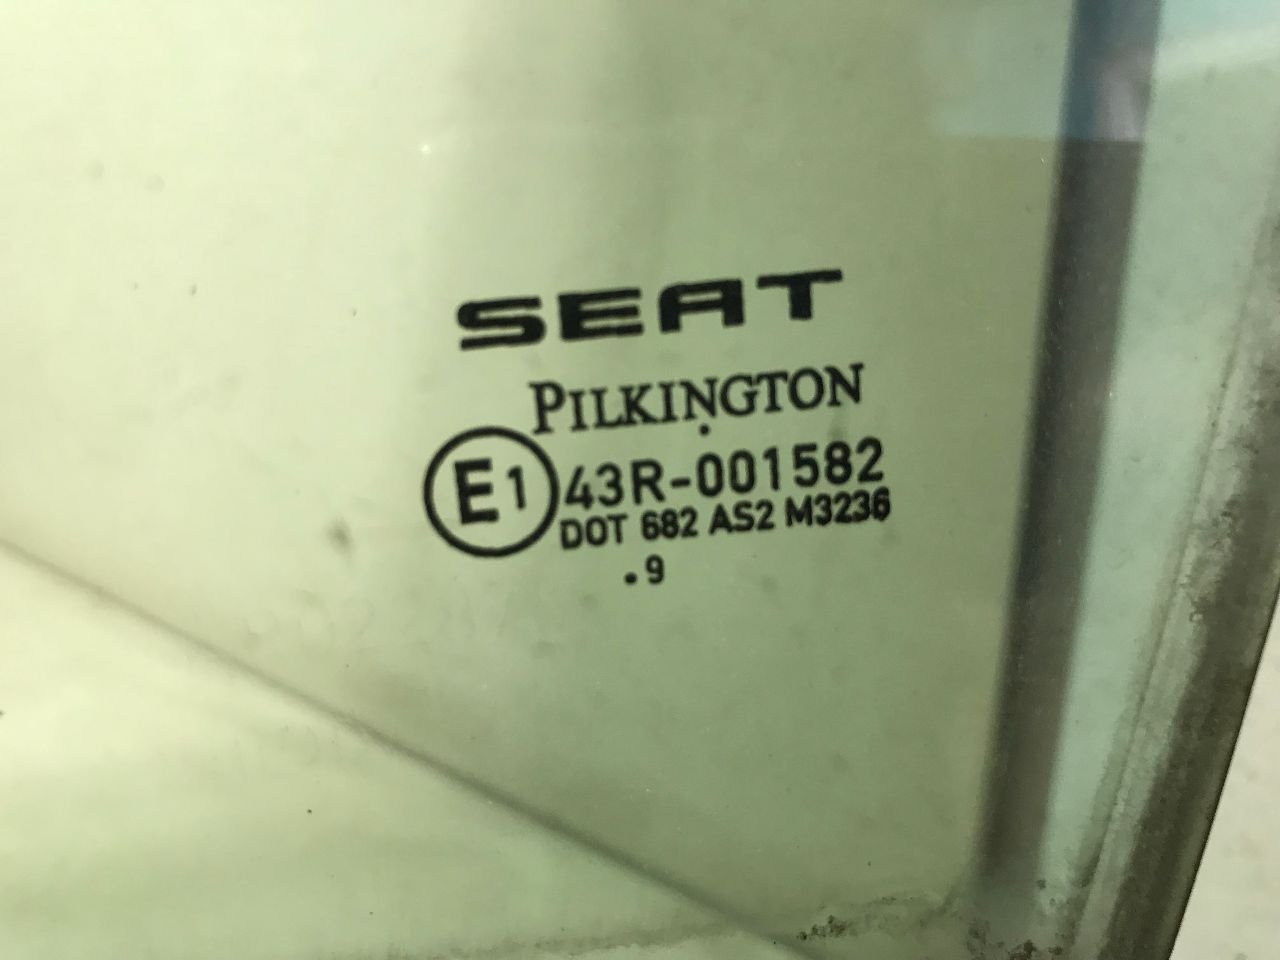 SEAT
PILKINGTON
E1 43R-001582
DOT 682 AS2 M3236
.9